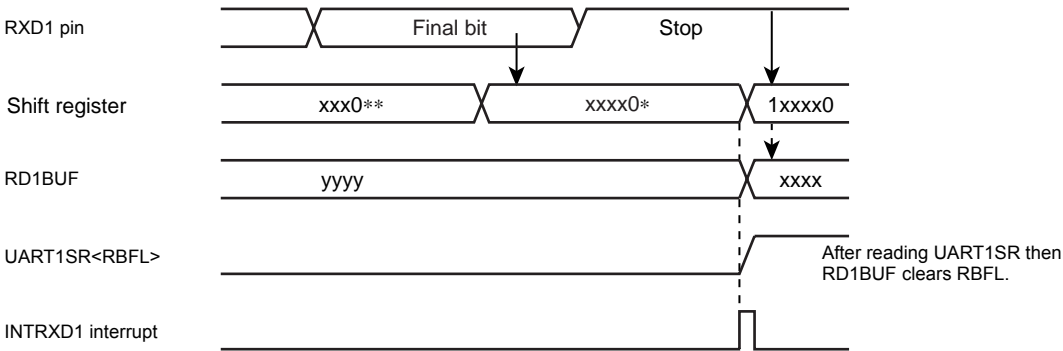 RXD1 pin
Final bit
Stop
Shift register
xxx0**
xxxx0*
1xxxx0
RD1BUF
yyyy
xxxx
UART1SR<RBFL>
After reading UART1SR then
RD1BUF clears RBFL.
INTRXD1 interrupt